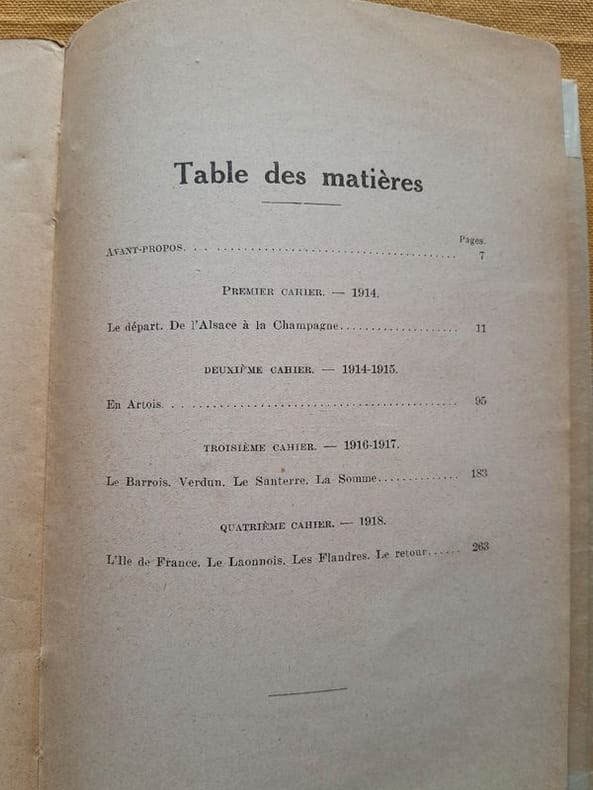 Table des matières
Pages.
AVANT-PROPOS. . . ........................................ 7
PREMIER CAHIER. — 1914.
Le départ. De l'Alsace à la Champagne.................... 11
DEUXIÈME CAHIER. — 1914-1915.
En Artois. . ............................................. 95
TROISIÈME CAHIER. — 1916-1917.
Le Barrois. Verdun. Le Santerre. La Somme.............. 183
QUATRIÈME CAHIER. — 1918.
L'Ile de France. Le Laonnois. Les Flandres. Le retour...... 263